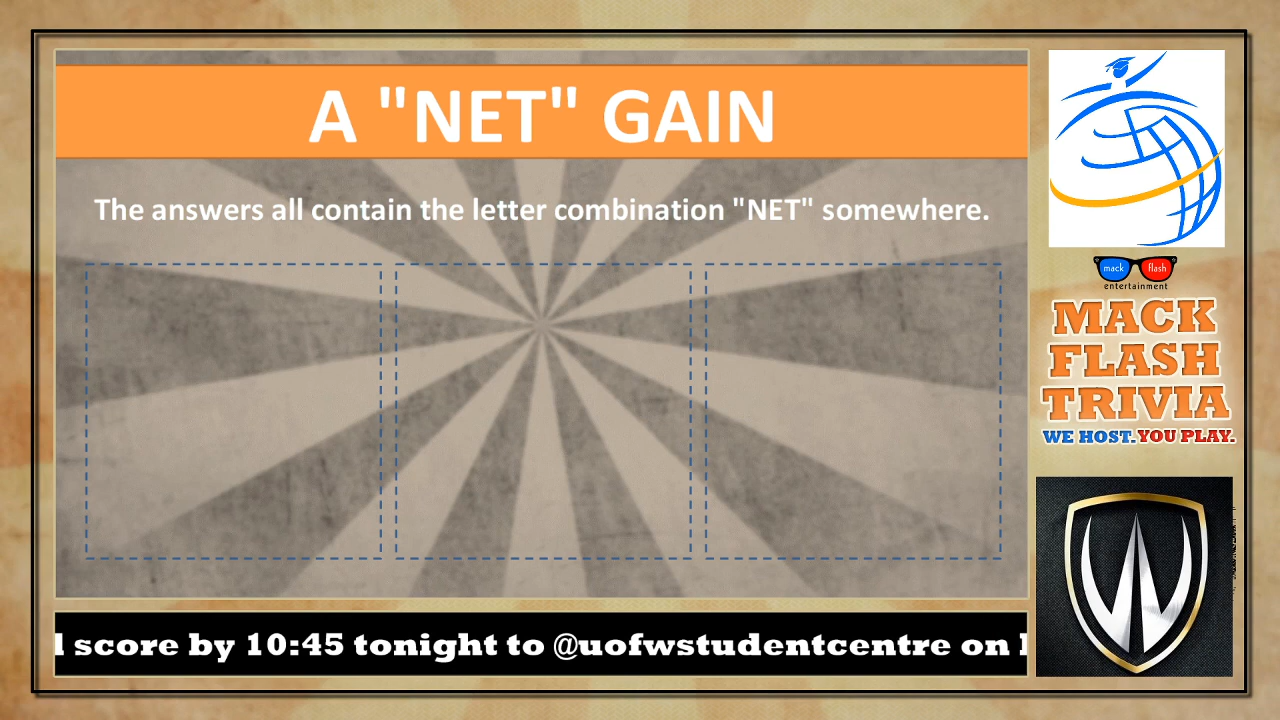 A "NET" GAIN
The answers all contain the letter combination "NET" somewhere.
mack flash
entertainment
MACK
FLASH
TRIVIA
WE HOST. YOU PLAY.
score by 10:45 tonight to @uofwstudentcentre on